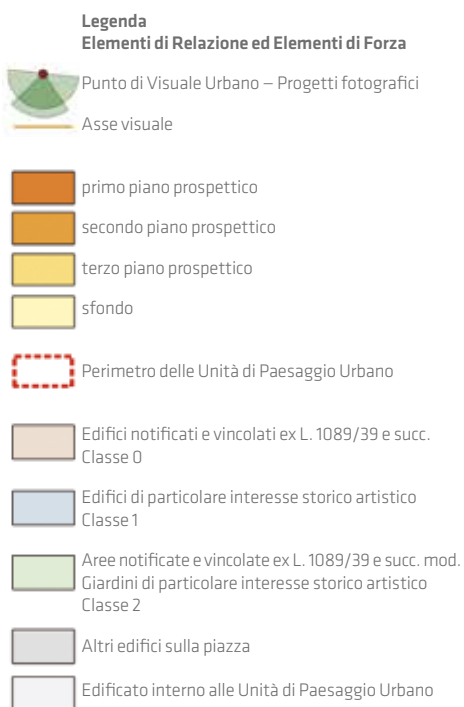 Legenda
Elementi di Relazione ed Elementi di Forza
Punto di Visuale Urbano – Progetti fotografici
Asse visuale
primo piano prospettico
secondo piano prospettico
terzo piano prospettico
sfondo
Perimetro delle Unità di Paesaggio Urbano
Edifici notificati e vincolati ex L. 1089/39 e succ.
Classe 0
Edifici di particolare interesse storico artistico
Classe 1
Aree notificate e vincolate ex L. 1089/39 e succ. mod.
Giardini di particolare interesse storico artistico
Classe 2
Altri edifici sulla piazza
Edificato interno alle Unità di Paesaggio Urbano